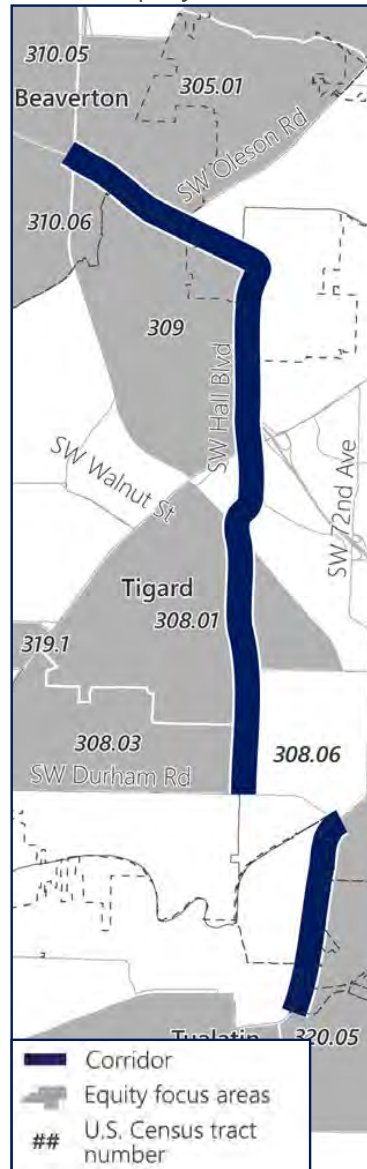 310.05
305.01
Beaverton
SW Oleson Rd
310.06
309
SW Hall Blvd
SW Walnut St
SW 72nd Ave
Tigard
308.01
319.1
308.03
308.06
SW Durham Rd
Tualatin
320.05
Corridor
Equity focus areas
## U.S. Census tract
number